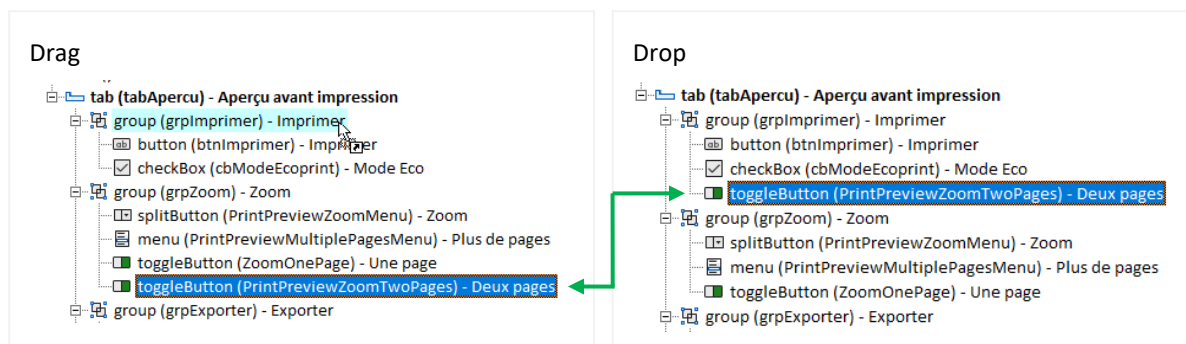 Drag
tab (tabApercu) - Aperçu avant impression
group (grpImprimer) - Imprimer
button (btnImprimer) - Imprimer
checkBox (cbModeEcoprint) - Mode Eco
group (grpZoom) - Zoom
splitButton (PrintPreviewZoomMenu) - Zoom
menu (PrintPreviewMultiplePagesMenu) - Plus de pages
toggleButton (ZoomOnePage) - Une page
toggleButton (PrintPreviewZoomTwoPages) - Deux pages
group (grpExporter) - Exporter
Drop
tab (tabApercu) - Aperçu avant impression
group (grpImprimer) - Imprimer
button (btnImprimer) - Imprimer
checkBox (cbModeEcoprint) - Mode Eco
toggleButton (PrintPreviewZoomTwoPages) - Deux pages
group (grpZoom) - Zoom
splitButton (PrintPreviewZoomMenu) - Zoom
menu (PrintPreviewMultiplePagesMenu) - Plus de pages
toggleButton (ZoomOnePage) - Une page
group (grpExporter) - Exporter